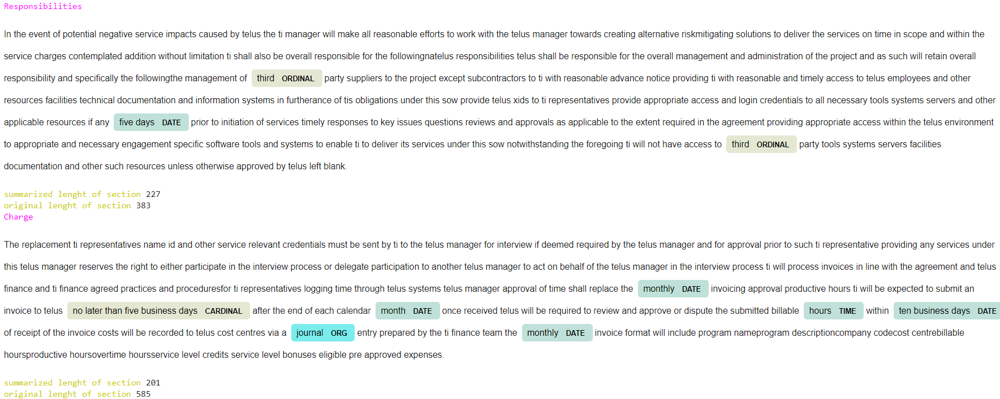 Responsibilities
In the event of potential negative service impacts caused by telus the ti manager will make all reasonable efforts to work with the telus manager towards creating alternative riskmitigating solutions to deliver the services on time in scope and within the
service charges contemplated addition without limitation ti shall also be overall responsible for the followingnatelus responsibilities telus shall be responsible for the overall management and administration of the project and as such will retain overall
responsibility and specifically the followingthe management of third ORDINAL party suppliers to the project except subcontractors to ti with reasonable advance notice providing ti with reasonable and timely access to telus employees and other
resources facilities technical documentation and information systems in furtherance of tis obligations under this sow provide telus xids to ti representatives provide appropriate access and login credentials to all necessary tools systems servers and other
applicable resources if any five days DATE prior to initiation of services timely responses to key issues questions reviews and approvals as applicable to the extent required in the agreement providing appropriate access within the telus environment
to appropriate and necessary engagement specific software tools and systems to enable ti to deliver its services under this sow notwithstanding the foregoing ti will not have access to third ORDINAL party tools systems servers facilities
documentation and other such resources unless otherwise approved by telus left blank.
summarized lenght of section 227
original lenght of section 383
Charge
The replacement ti representatives name id and other service relevant credentials must be sent by ti to the telus manager for interview if deemed required by the telus manager and for approval prior to such ti representative providing any services under
this telus manager reserves the right to either participate in the interview process or delegate participation to another telus manager to act on behalf of the telus manager in the interview process ti will process invoices in line with the agreement and telus
finance and ti finance agreed practices and proceduresfor ti representatives logging time through telus systems telus manager approval of time shall replace the monthly DATE invoicing approval productive hours ti will be expected to submit an
invoice to telus no later than five business days CARDINAL after the end of each calendar month DATE once received telus will be required to review and approve or dispute the submitted billable hours TIME within ten business days DATE
of receipt of the invoice costs will be recorded to telus cost centres via a journal ORG entry prepared by the ti finance team the monthly DATE invoice format will include program nameprogram descriptioncompany codecost centrebillable
hoursproductive hoursovertime hoursservice level credits service level bonuses eligible pre approved expenses.
summarized lenght of section 201
original lenght of section 585